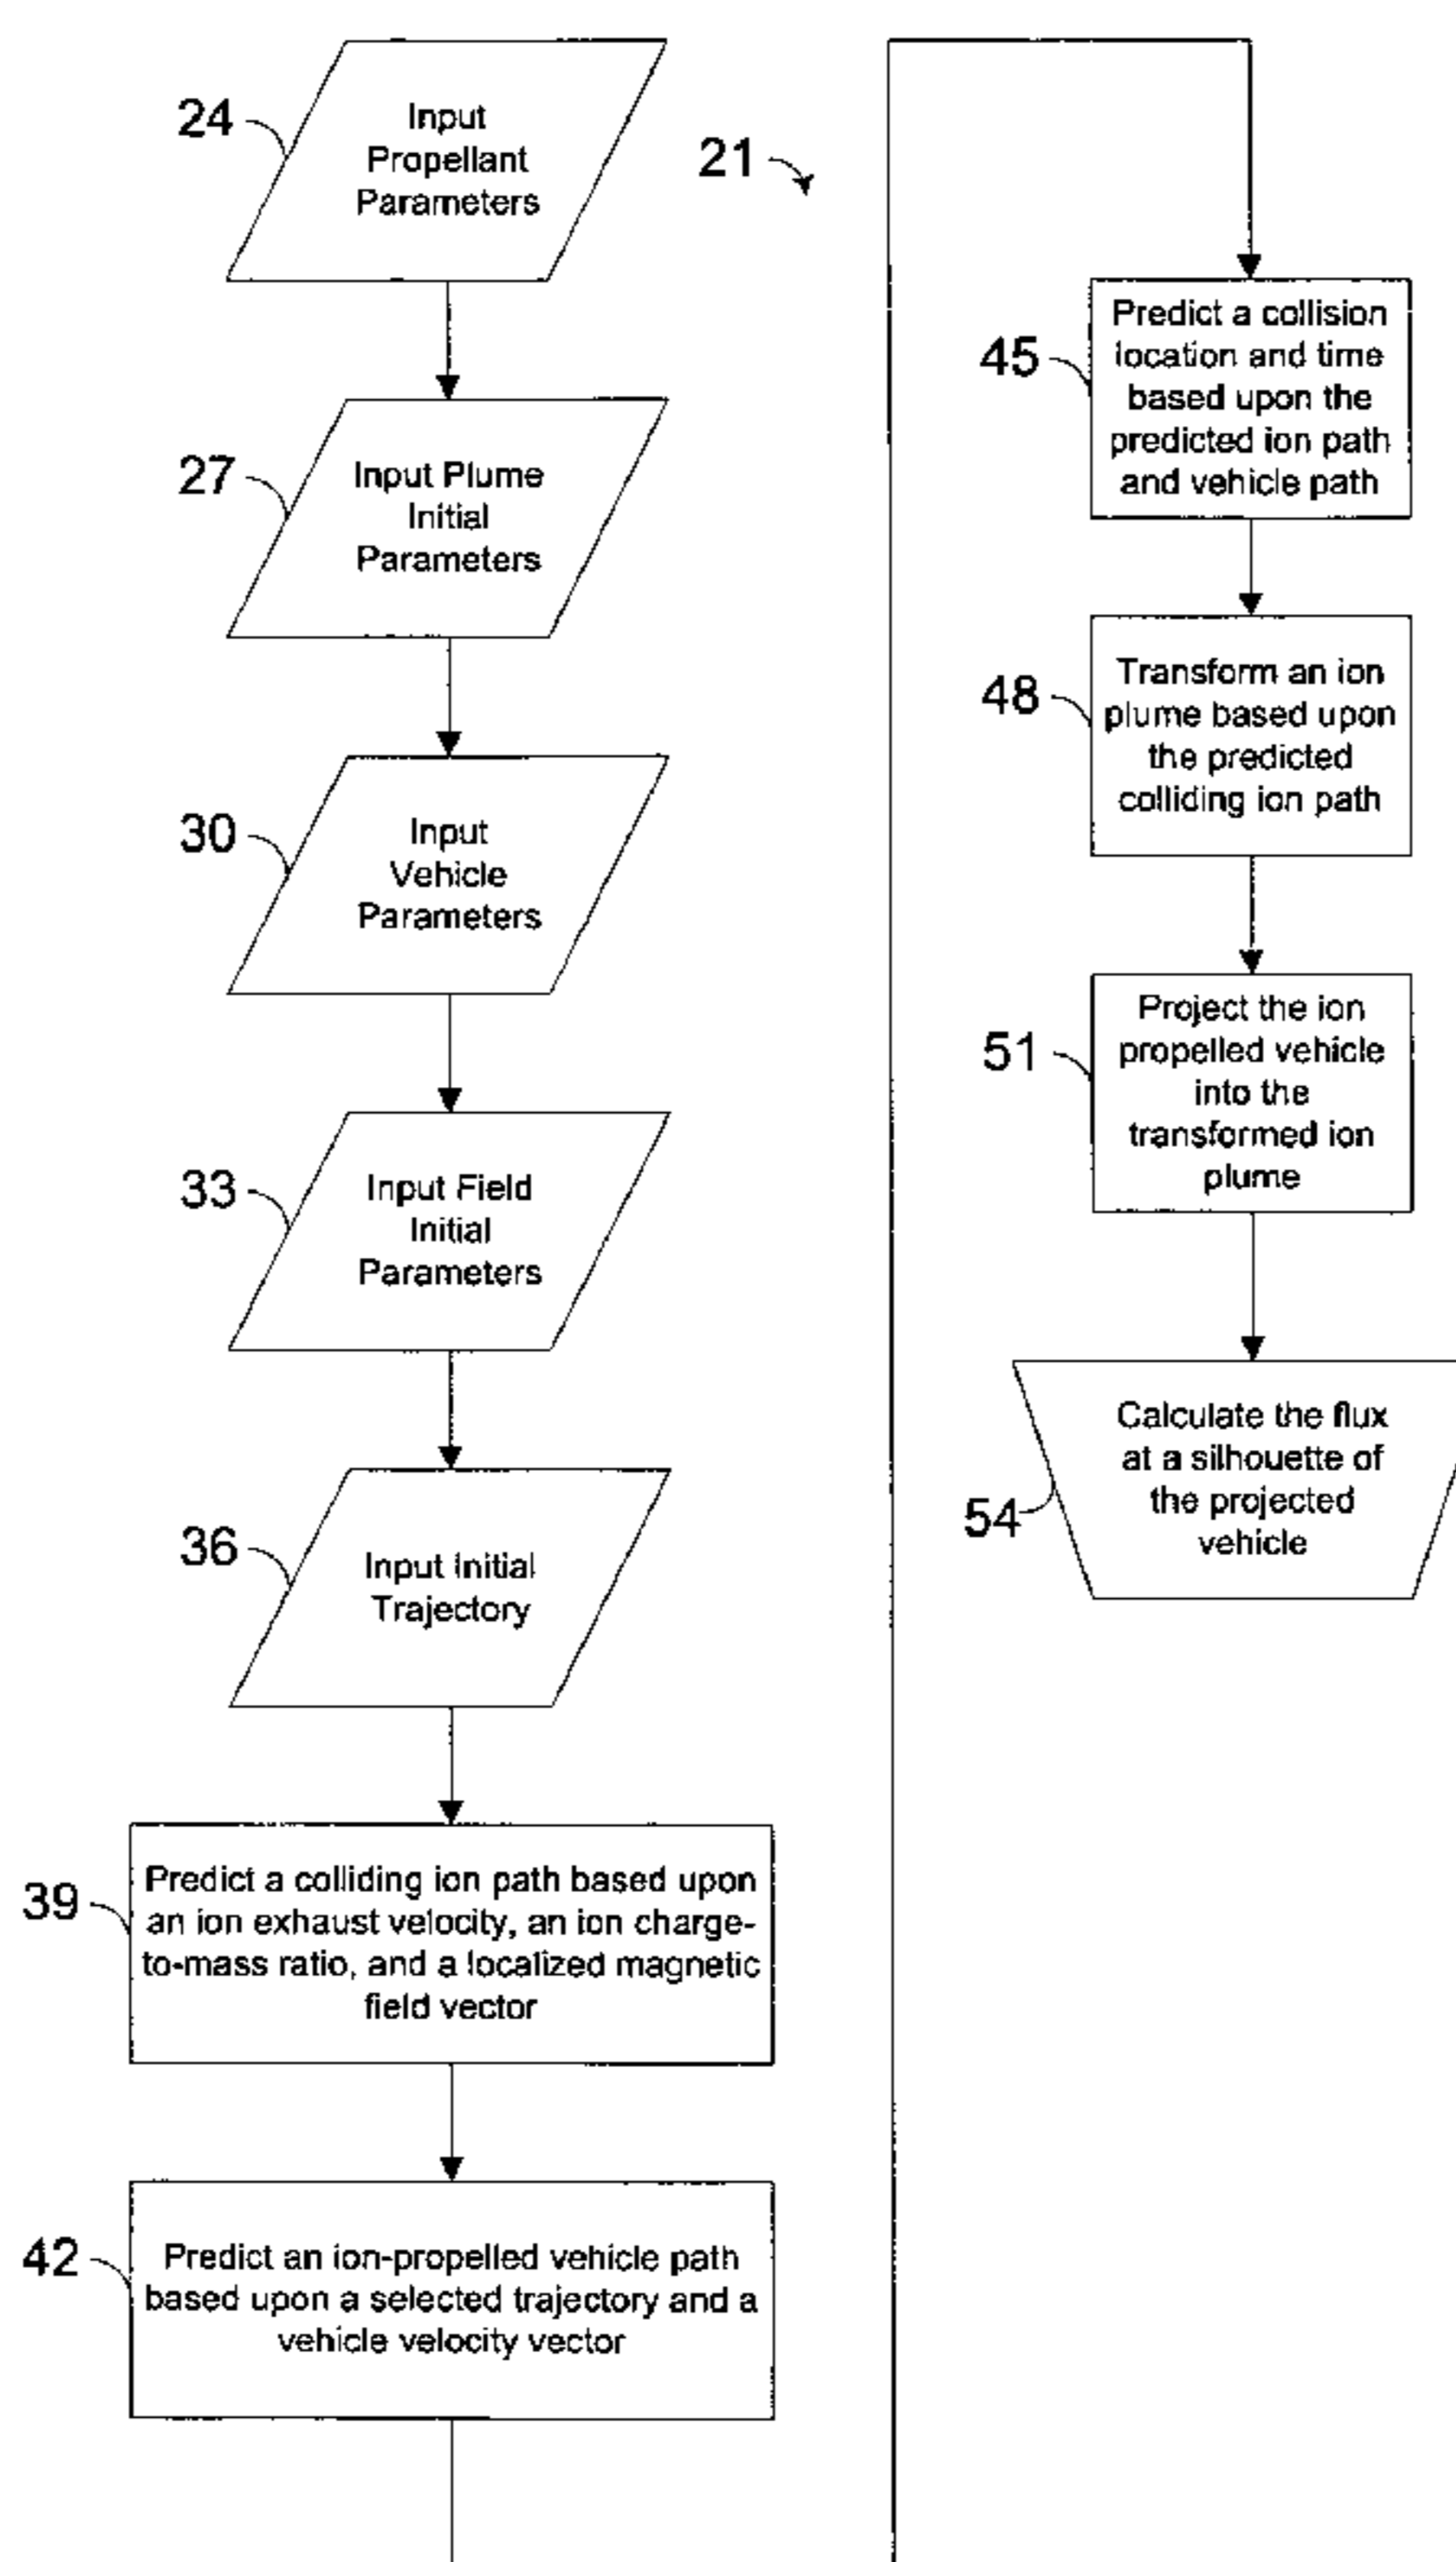 24
Input
Propellant
Parameters
27
Input Plume
Initial
Parameters
30
Input
Vehicle
Parameters
33
Input Field
Initial
Parameters
36
Input Initial
Trajectory
39
Predict a colliding ion path based upon
an ion exhaust velocity, an ion charge-
to-mass ratio, and a localized magnetic
field vector
42
Predict an ion-propelled vehicle path
based upon a selected trajectory and a
vehicle velocity vector
21
45
Predict a collision
location and time
based upon the
predicted ion path
and vehicle path
48
Transform an ion
plume based upon
the predicted
colliding ion path
51
Project the ion
propelled vehicle
into the
transformed ion
plume
54
Calculate the flux
at a silhouette of
the projected
vehicle